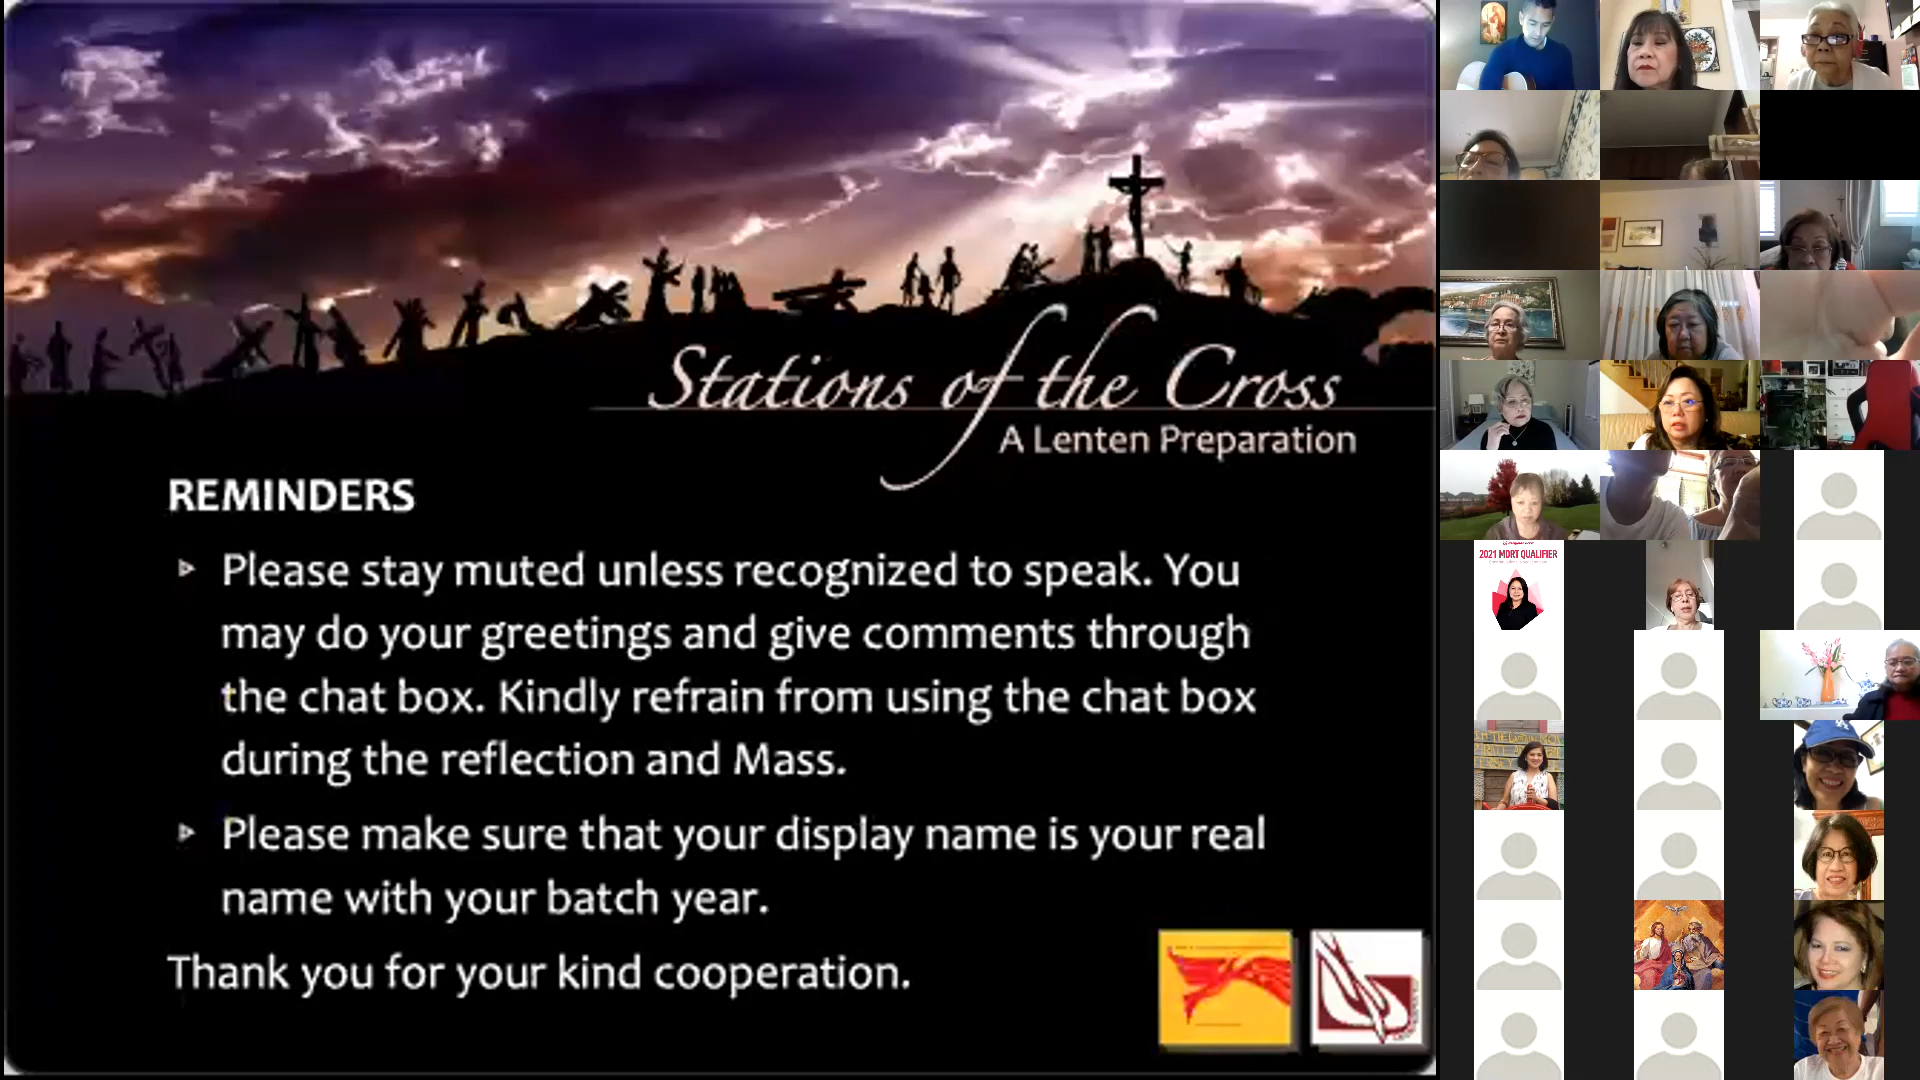 Stations of the Cross
A Lenten Preparation
REMINDERS
Please stay muted unless recognized to speak. You
may do your greetings and give comments through
the chat box. Kindly refrain from using the chat box
during the reflection and Mass.
Please make sure that your display name is your real
name with your batch year.
Thank you for your kind cooperation.
2021 MDRT QUALIFIER